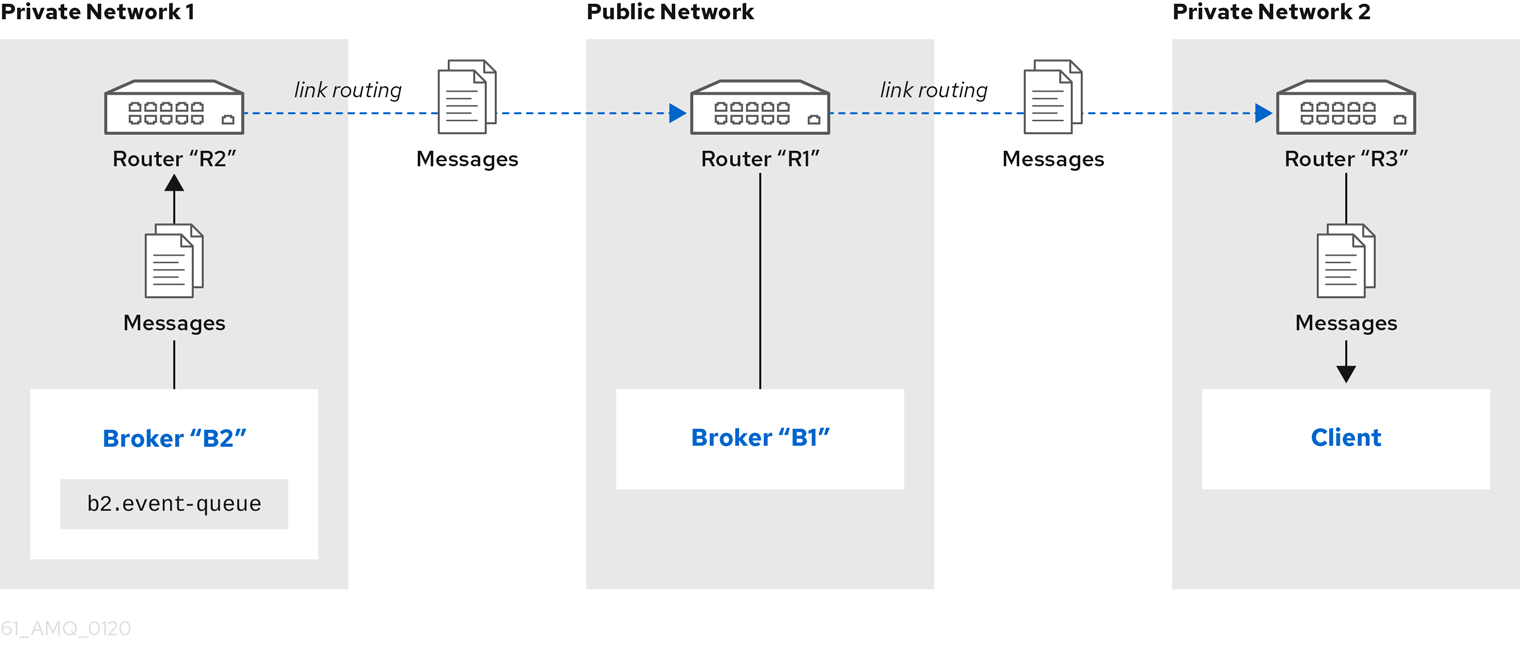 Private Network 1
Public Network
Private Network 2
link routing
link routing
Router “R2”
Messages
Router “R1”
Messages
Router “R3”
Messages
Messages
Broker “B2”
Broker “B1”
Client
b2.event-queue
61_AMQ_0120